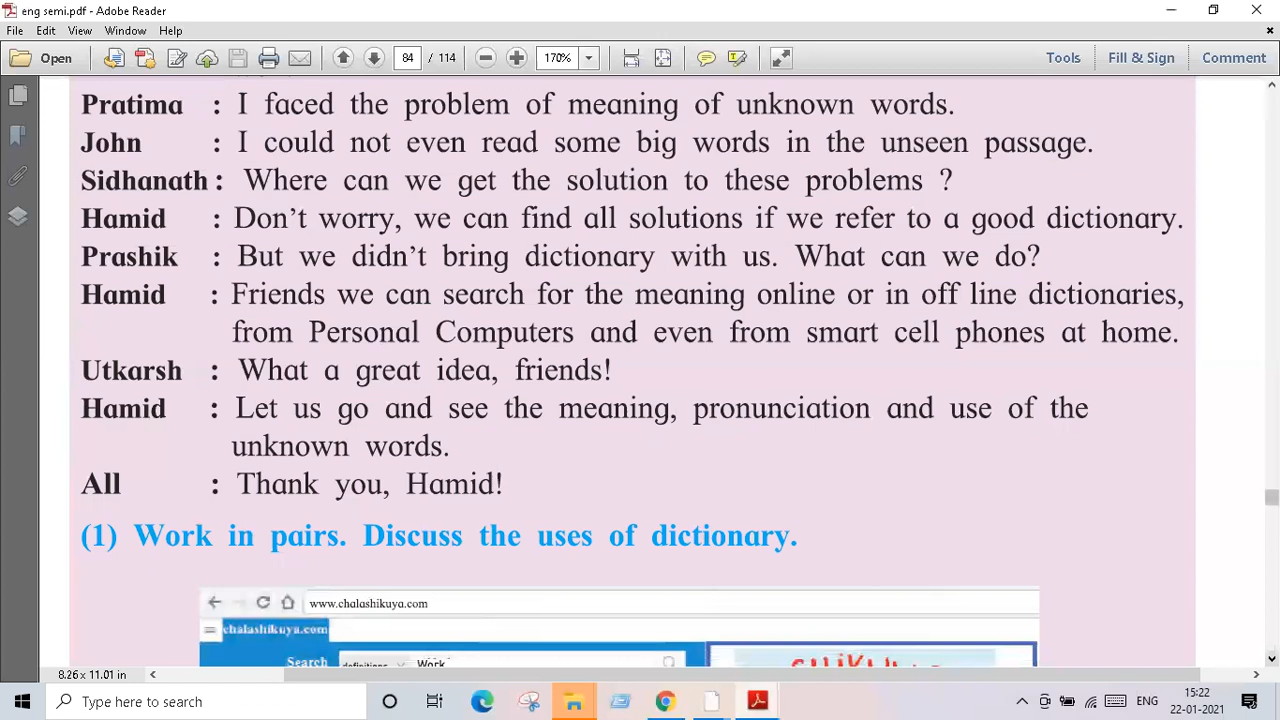 eng semi.pdf - Adobe Reader
File Edit View Window Help
Open 84 / 114 170% Tools Fill & Sign Comment
Pratima : I faced the problem of meaning of unknown words.
John : I could not even read some big words in the unseen passage.
Sidhanath : Where can we get the solution to these problems ?
Hamid : Don't worry, we can find all solutions if we refer to a good dictionary.
Prashik : But we didn't bring dictionary with us. What can we do?
Hamid : Friends we can search for the meaning online or in off line dictionaries,
from Personal Computers and even from smart cell phones at home.
Utkarsh : What a great idea, friends!
Hamid : Let us go and see the meaning, pronunciation and use of the
unknown words.
All : Thank you, Hamid!
(1) Work in pairs. Discuss the uses of dictionary.
www.chalashikuya.com
chalashikuya.com
Search definitions Work
8.26 x 11.01 in
Type here to search ENG 15:22
22-01-2021